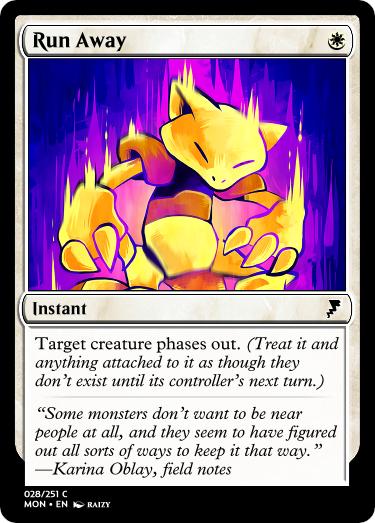 Run Away
Instant
Target creature phases out. (Treat it and
anything attached to it as though they
don’t exist until its controller’s next turn.)
“Some monsters don’t want to be near
people at all, and they seem to have figured
out all sorts of ways to keep it that way.”
—Karina Oblay, field notes
028/251 C
MON • EN RAIZY